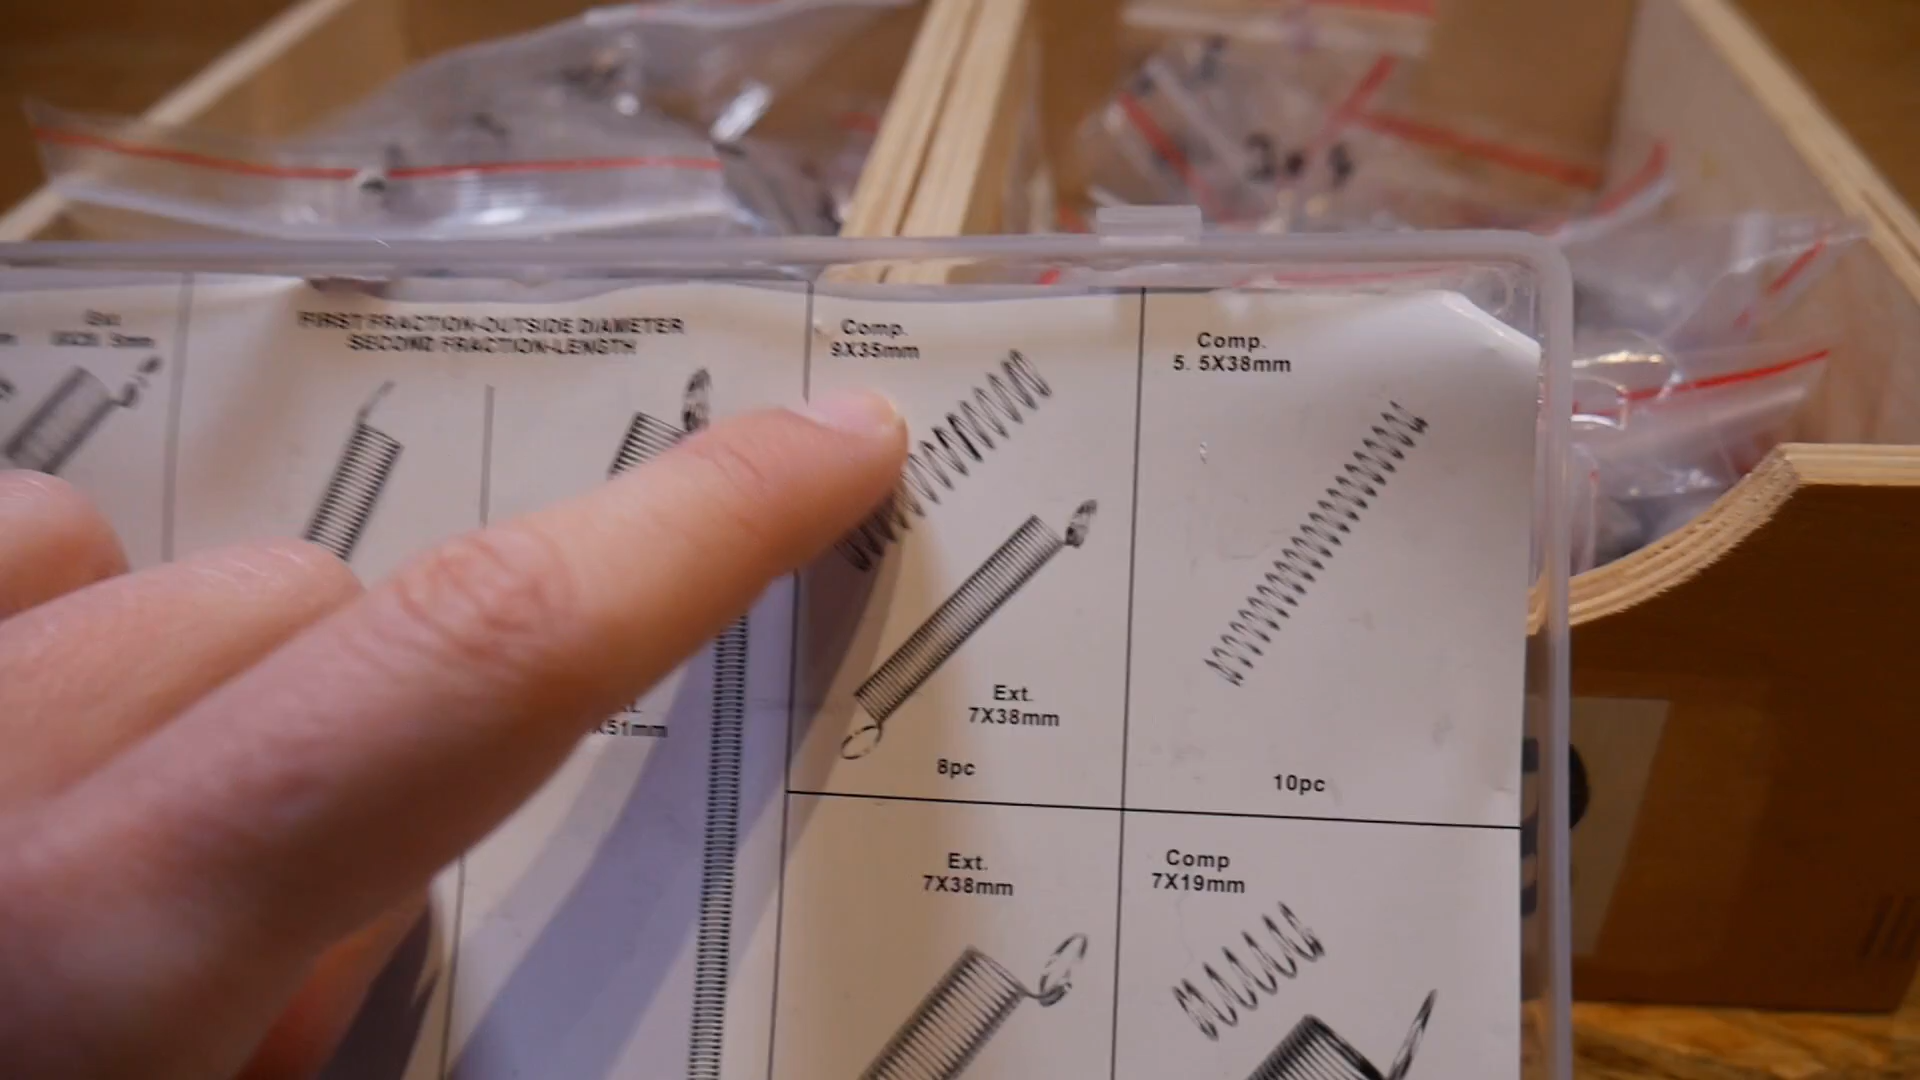 FIRST FRACTION-OUTSIDE DIAMETER
SECOND FRACTION-LENGTH
Comp.
9X35mm
Comp.
5. 5X38mm
Ext.
7X38mm
8pc
10pc
X51mm
Ext.
7X38mm
Comp
7X19mm